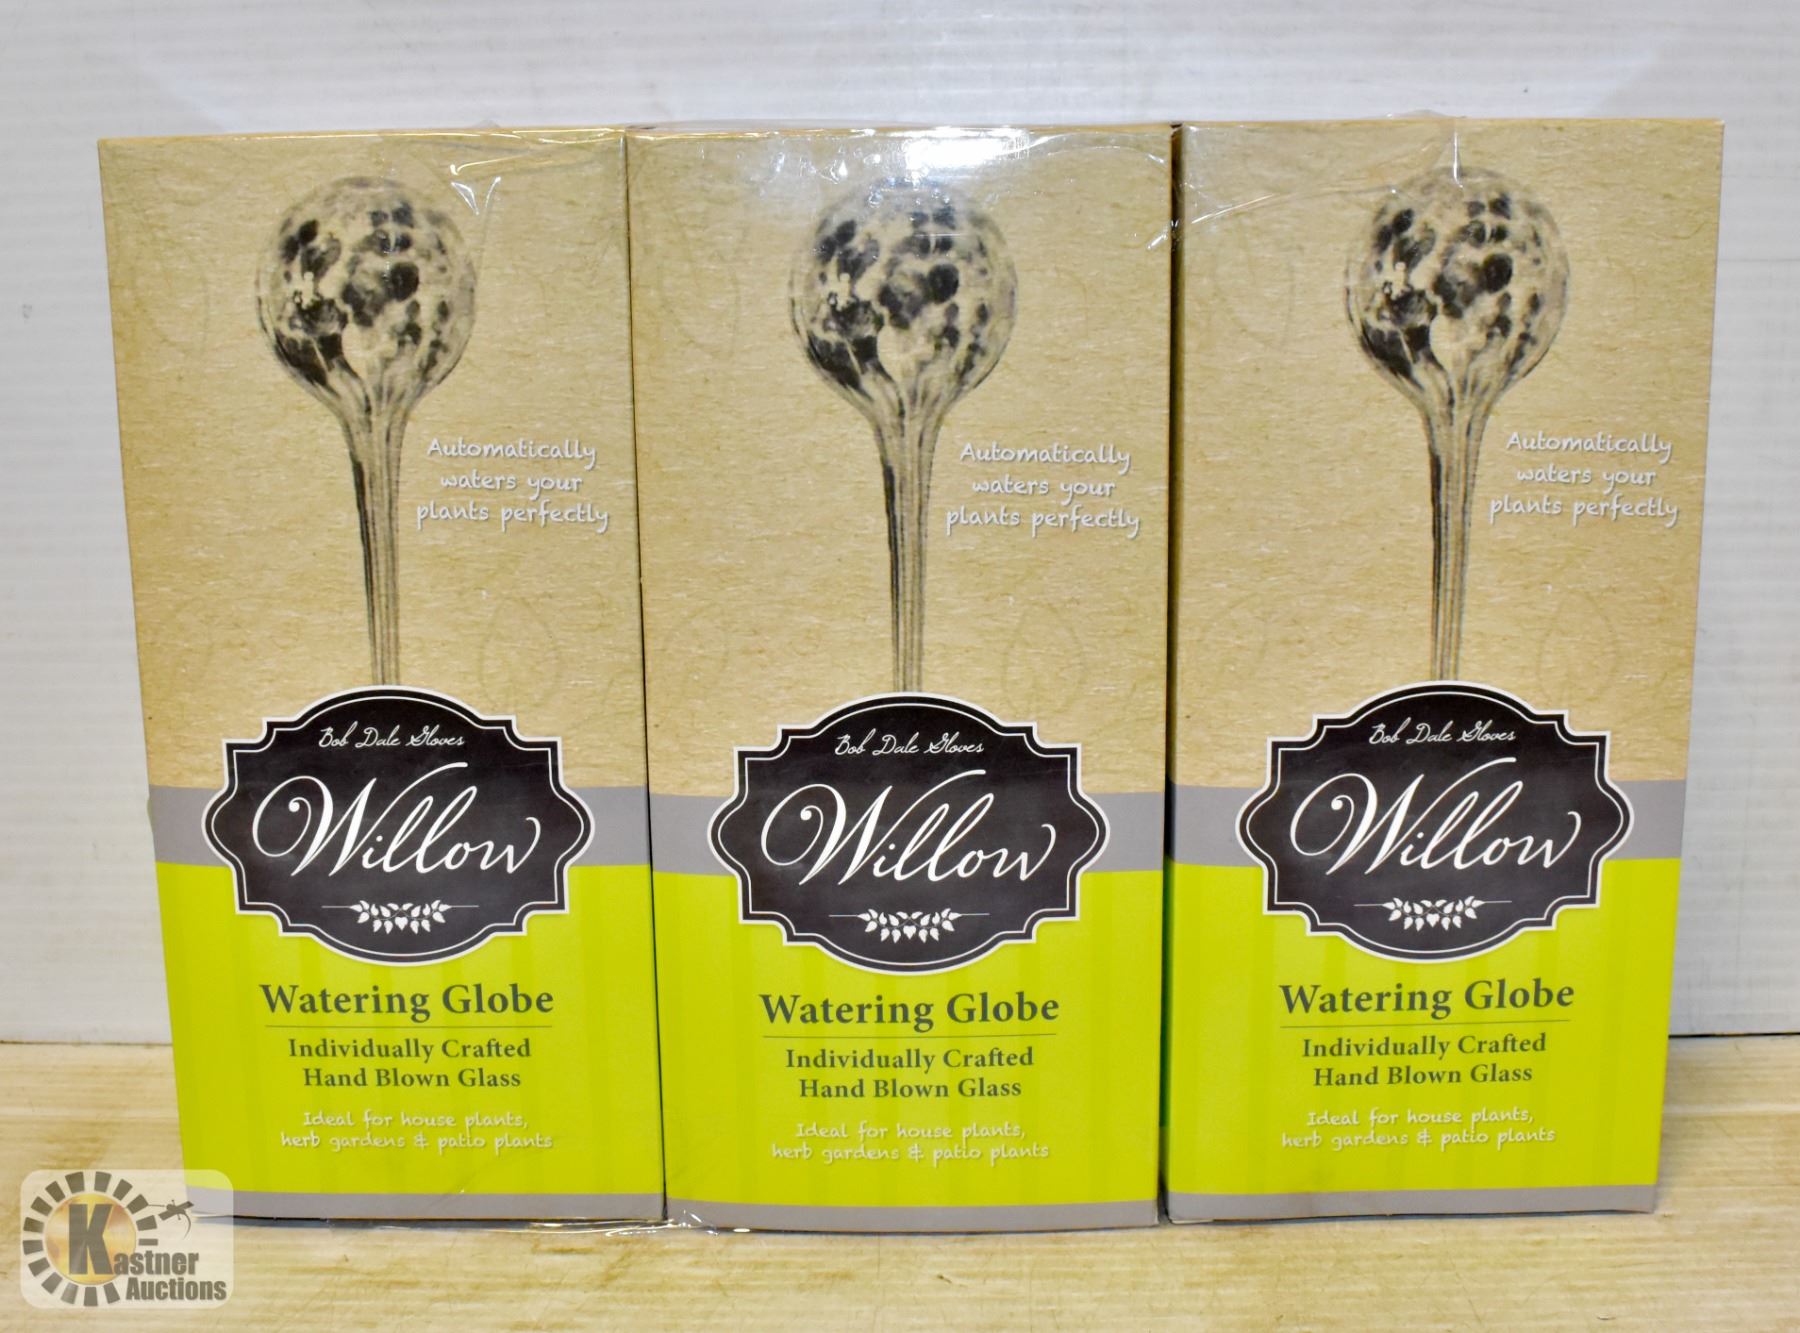 Automatically
waters your
plants perfectly
Bob Dale Gloves
Willow
Watering Globe
Individually Crafted
Hand Blown Glass
Ideal for house plants,
herb gardens & patio plants
Automatically
waters your
plants perfectly
Bob Dale Gloves
Willow
Watering Globe
Individually Crafted
Hand Blown Glass
Ideal for house plants,
herb gardens & patio plants
Automatically
waters your
plants perfectly
Bob Dale Gloves
Willow
Watering Globe
Individually Crafted
Hand Blown Glass
Ideal for house plants,
herb gardens & patio plants
Kastner
Auctions